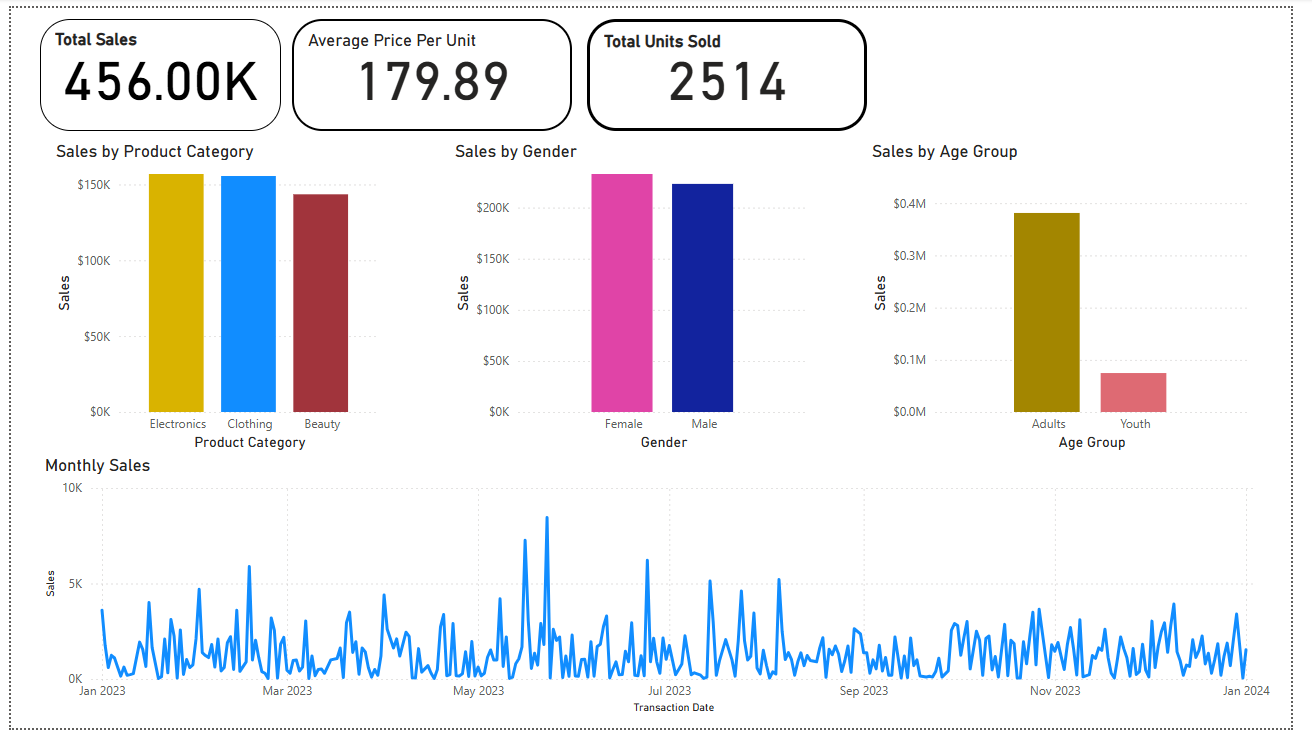 Total Sales
456.00K
Average Price Per Unit
179.89
Total Units Sold
2514
Sales by Product Category
$150K
$100K
$50K
$0K
Sales
Electronics Clothing Beauty
Product Category
Sales by Gender
$200K
$150K
$100K
$50K
$0K
Sales
Female Male
Gender
Sales by Age Group
$0.4M
$0.3M
$0.2M
$0.1M
$0.0M
Sales
Adults Youth
Age Group
Monthly Sales
10K
5K
0K
Sales
Jan 2023 Mar 2023 May 2023 Jul 2023 Sep 2023 Nov 2023 Jan 2024
Transaction Date